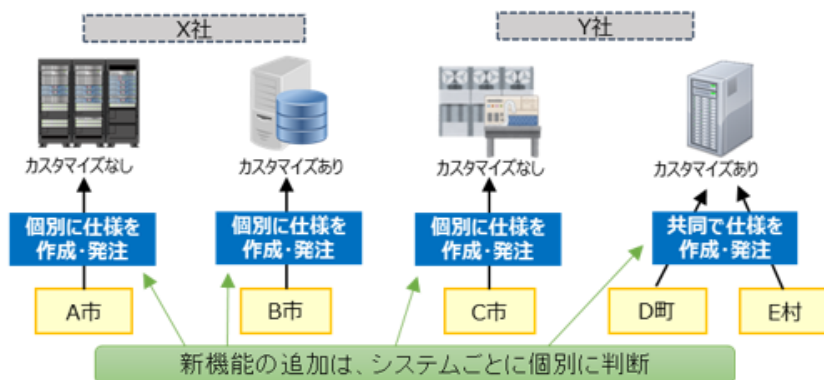 X社
Y社
カスタマイズなし
カスタマイズあり
カスタマイズなし
カスタマイズあり
個別に仕様を
作成・発注
個別に仕様を
作成・発注
個別に仕様を
作成・発注
共同で仕様を
作成・発注
A市
B市
C市
D町
E村
新機能の追加は、システムごとに個別に判断